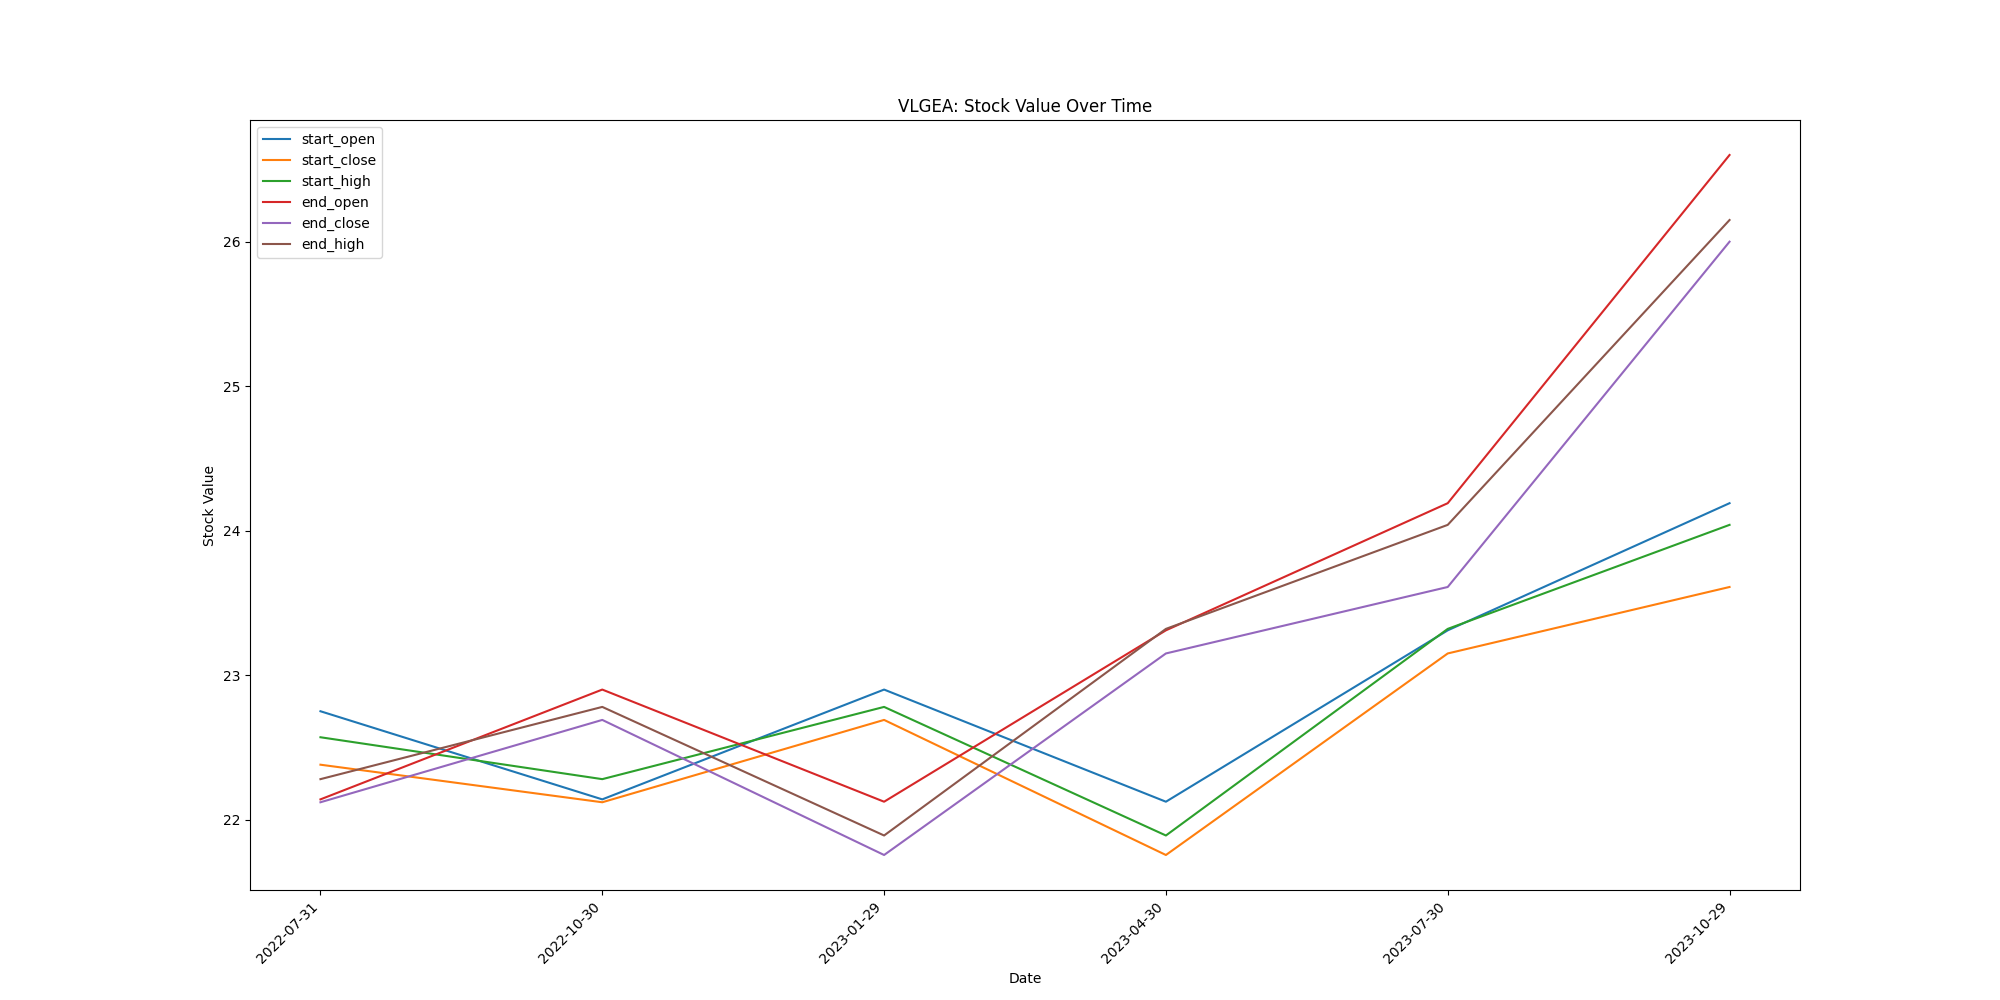 VLGEA: Stock Value Over Time
start_open
start_close
start_high
end_open
end_close
end_high
26
25
24
23
22
Stock Value
2022-07-31
2022-10-30
2023-01-29
2023-04-30
2023-07-30
2023-10-29
Date